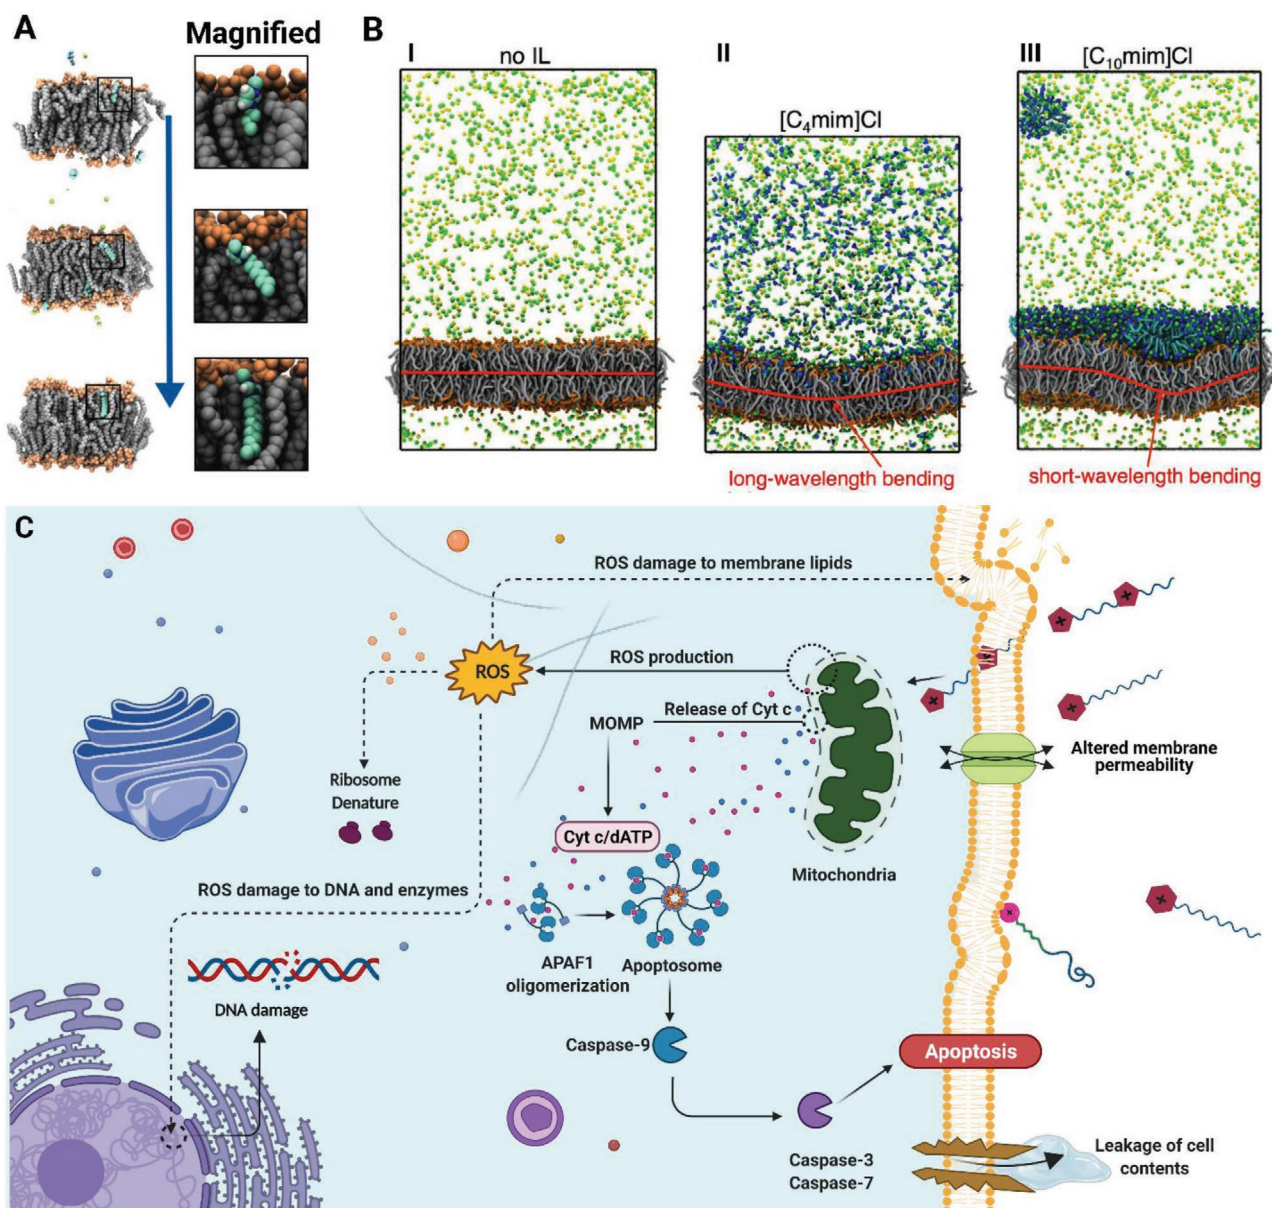 A
Magnified
B
I
no IL
II
[C₄mim]Cl
III
[C₁₀mim]Cl
long-wavelength bending
short-wavelength bending
C
ROS damage to membrane lipids
ROS
ROS production
MOMP
Release of Cyt c
Altered membrane
permeability
Ribosome
Denature
Cyt c/dATP
Mitochondria
ROS damage to DNA and enzymes
APAF1
oligomerization
Apoptosome
DNA damage
Caspase-9
Apoptosis
Caspase-3
Caspase-7
Leakage of cell
contents